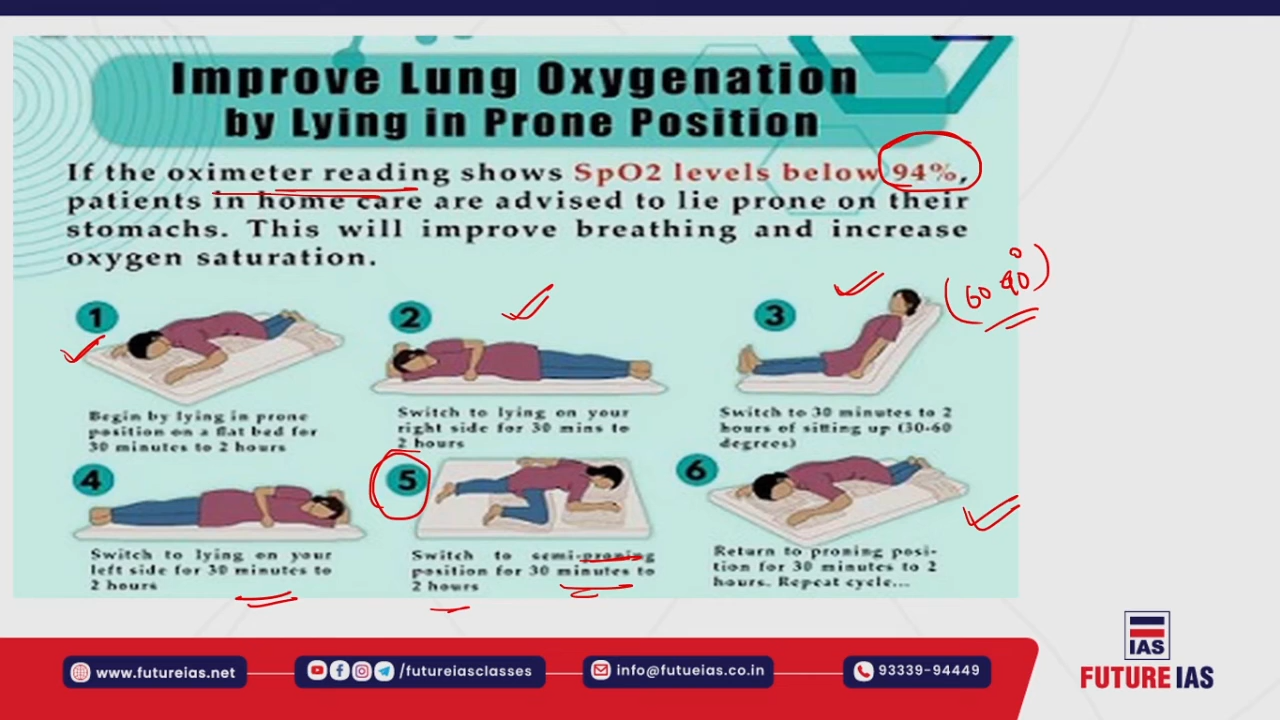 Improve Lung Oxygenation
by Lying in Prone Position
If the oximeter reading shows SpO2 levels below 94%,
patients in home care are advised to lie prone on their
stomachs. This will improve breathing and increase
oxygen saturation.
(60-90°)
1
Begin by lying in prone
position on a flat bed for
30 minutes to 2 hours
2
Switch to lying on your
right side for 30 mins to
2 hours
3
Switch to 30 minutes to 2
hours of sitting up (30-60
degrees)
4
Switch to lying on your
left side for 30 minutes to
2 hours
5
Switch to semi-proning
position for 30 minutes to
2 hours
6
Return to proning posi-
tion for 30 minutes to 2
hours. Repeat cycle...
www.futureias.net
/futureiasclasses
info@futueias.co.in
93339-94449
IAS
FUTURE IAS